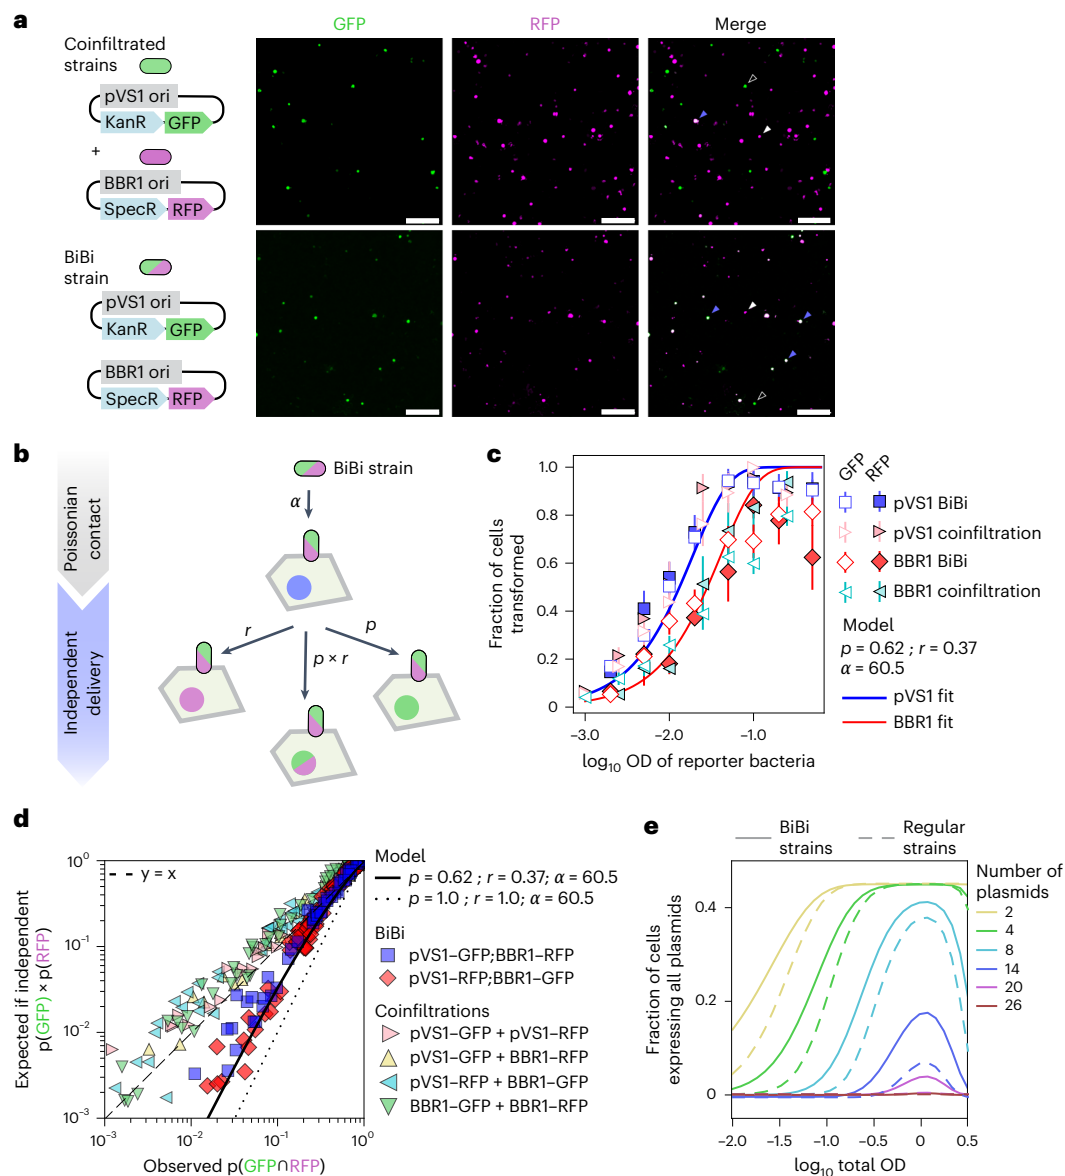 a
GFP
RFP
Merge
Coinfiltrated
strains
pVS1 ori
KanR
GFP
+
BBR1 ori
SpecR
RFP
BiBi
strain
pVS1 ori
KanR
GFP
BBR1 ori
SpecR
RFP
b
Poissonian
contact
Independent
delivery
BiBi strain
α
r
p × r
p
c
Fraction of cells
transformed
1.0
0.8
0.6
0.4
0.2
0
−3.0
−2.0
−1.0
log10 OD of reporter bacteria
GFP
RFP
pVS1 BiBi
pVS1 coinfiltration
BBR1 BiBi
BBR1 coinfiltration
Model
p = 0.62 ; r = 0.37
α = 60.5
pVS1 fit
BBR1 fit
d
Expected if independent
p(GFP) × p(RFP)
10^0
10^−1
10^−2
10^−3
y = x
10^−3
10^−2
10^−1
10^0
Observed p(GFP∩RFP)
Model
p = 0.62 ; r = 0.37; α = 60.5
p = 1.0 ; r = 1.0; α = 60.5
BiBi
pVS1–GFP;BBR1–RFP
pVS1–RFP;BBR1–GFP
Coinfiltrations
pVS1–GFP + pVS1–RFP
pVS1–GFP + BBR1–RFP
pVS1–RFP + BBR1–GFP
BBR1–GFP + BBR1–RFP
e
BiBi
strains
Regular
strains
Fraction of cells
expressing all plasmids
0.4
0.2
0
−2.0
−1.5
−1.0
−0.5
0
0.5
log10 total OD
Number of
plasmids
2
4
8
14
20
26